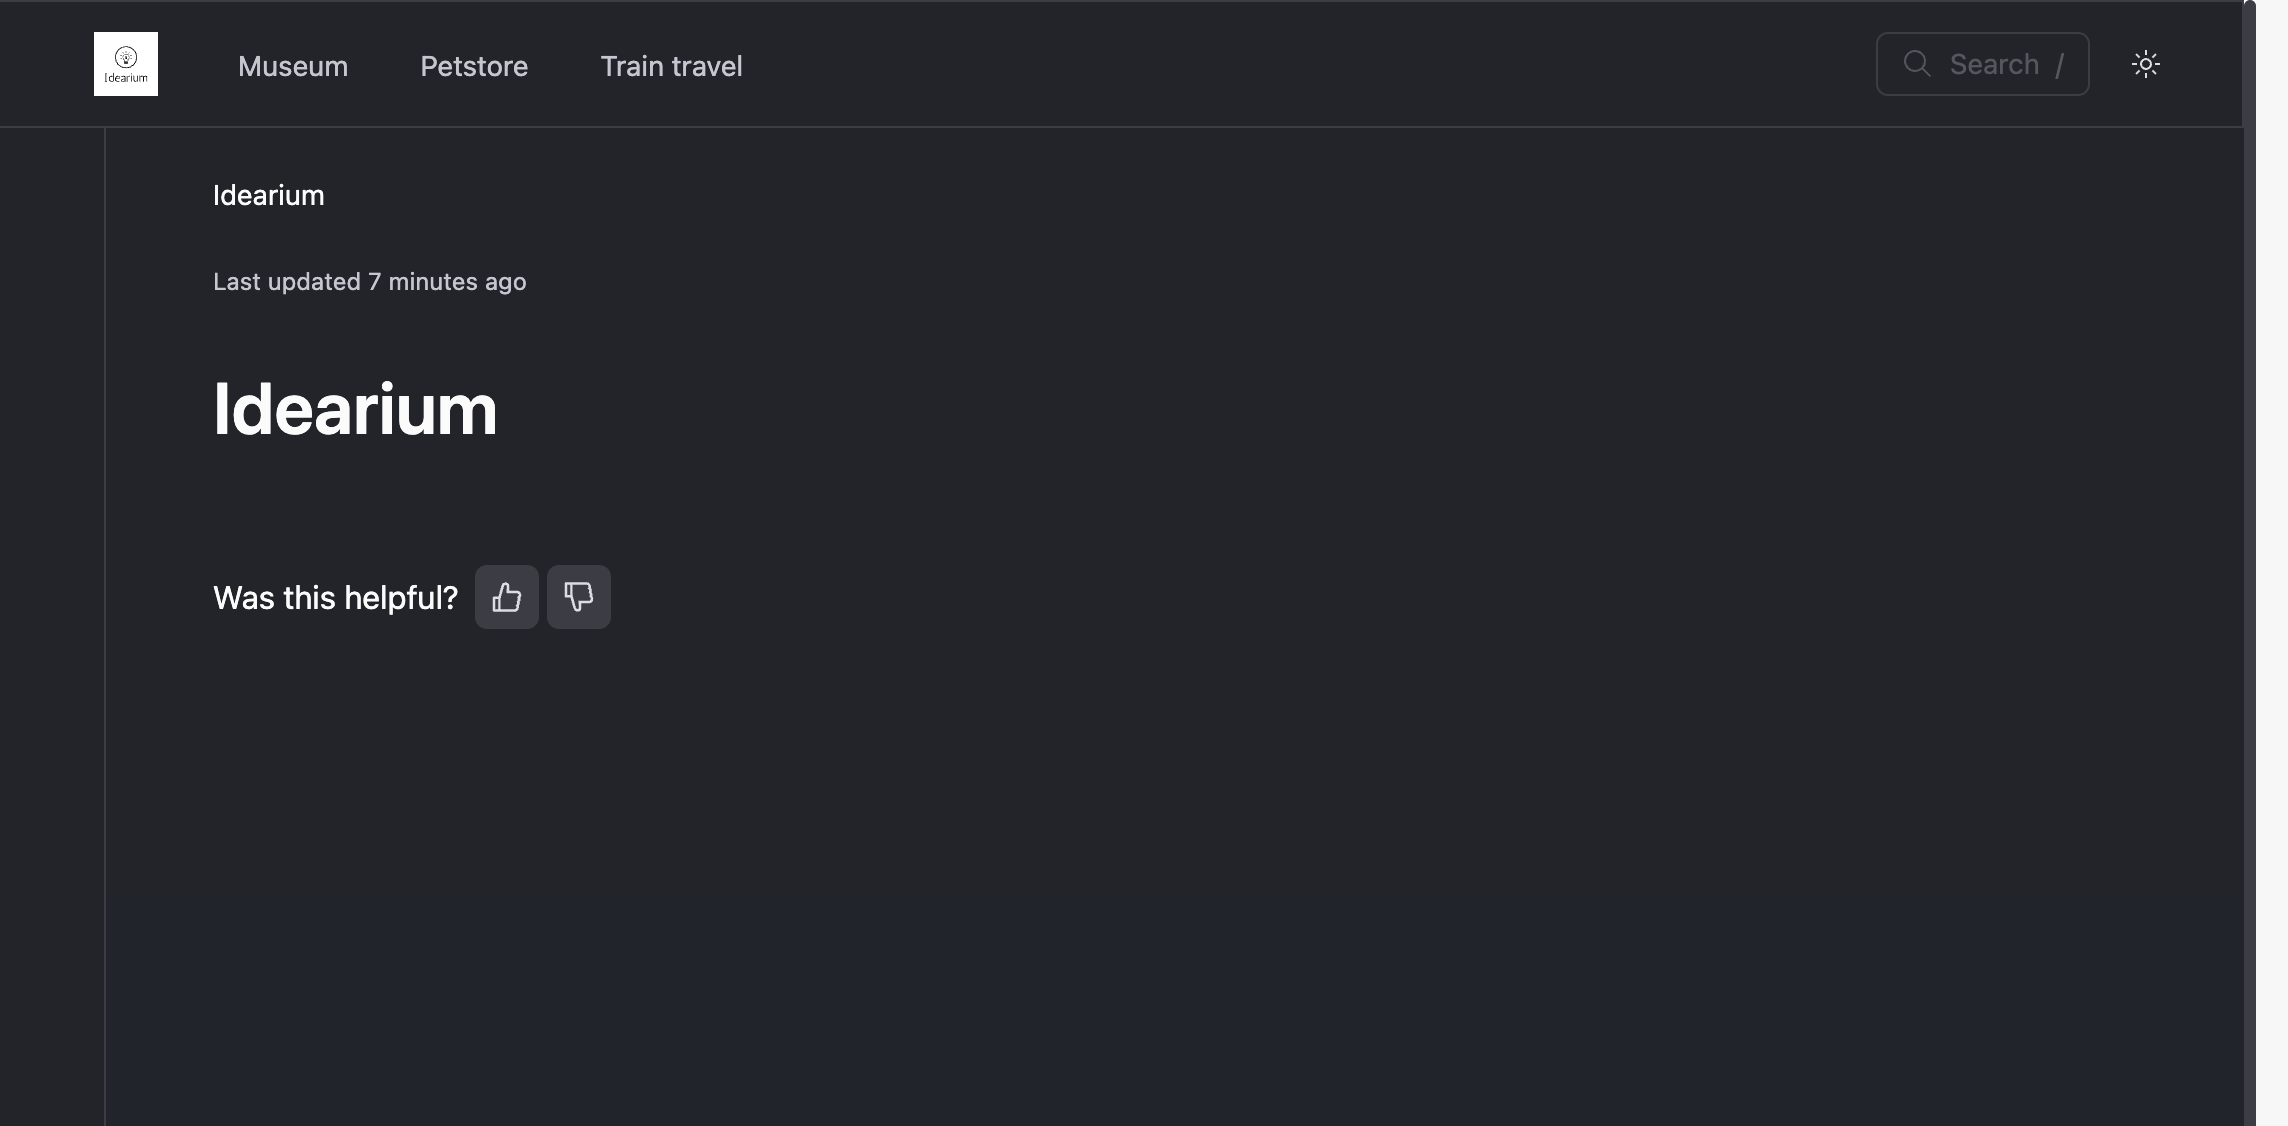 Idearium
Museum
Petstore
Train travel
Search /
Idearium
Last updated 7 minutes ago
Idearium
Was this helpful?